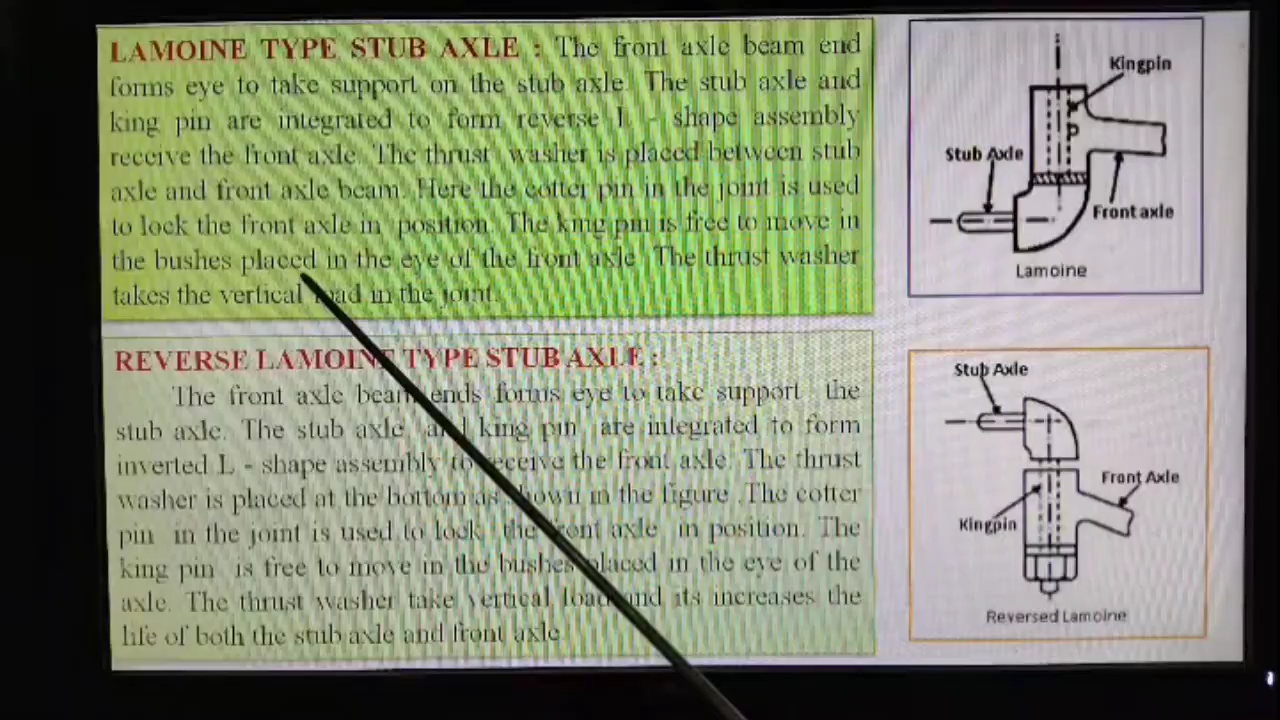 LAMOINE TYPE STUB AXLE : The front axle beam end
forms eye to take support on the stub axle. The stub axle and
king pin are integrated to form reverse L - shape assembly
receive the front axle. The thrust washer is placed between stub
axle and front axle beam. Here the cotter pin in the joint is used
to lock the front axle in position. The king pin is free to move in
the bushes placed in the eye of the front axle. The thrust washer
takes the vertical load in the joint.
Kingpin
Stub Axle
Front axle
Lamoine
REVERSE LAMOINE TYPE STUB AXLE :
The front axle beam ends forms eye to take support the
stub axle. The stub axle and king pin are integrated to form
inverted L - shape assembly to receive the front axle. The thrust
washer is placed at the bottom as shown in the figure .The cotter
pin in the joint is used to lock the front axle in position. The
king pin is free to move in the bushes placed in the eye of the
axle. The thrust washer take vertical load and its increases the
life of both the stub axle and front axle
Stub Axle
Front Axle
Kingpin
Reversed Lamoine